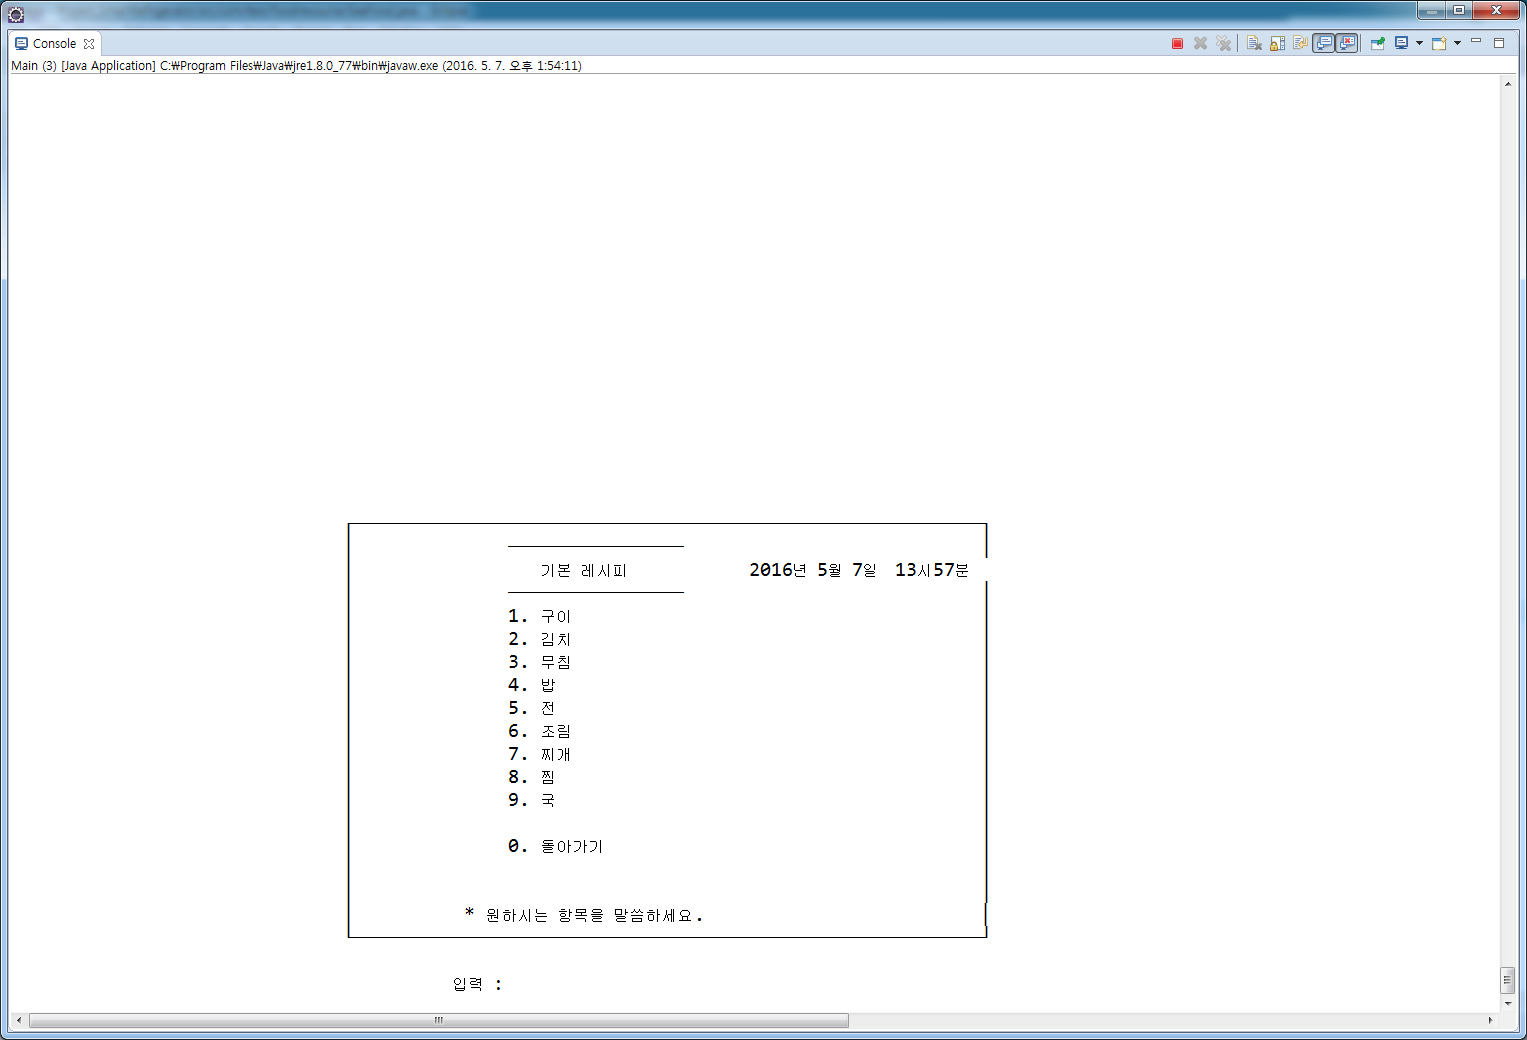 Console
Main (3) [Java Application] C:₩Program Files₩Java₩jre1.8.0_77₩bin₩javaw.exe (2016. 5. 7. 오후 1:54:11)
기본 레시피 2016년 5월 7일 13시57분
1. 구이
2. 김치
3. 무침
4. 밥
5. 전
6. 조림
7. 찌개
8. 찜
9. 국
0. 돌아가기
* 원하시는 항목을 말씀하세요.
입력 :